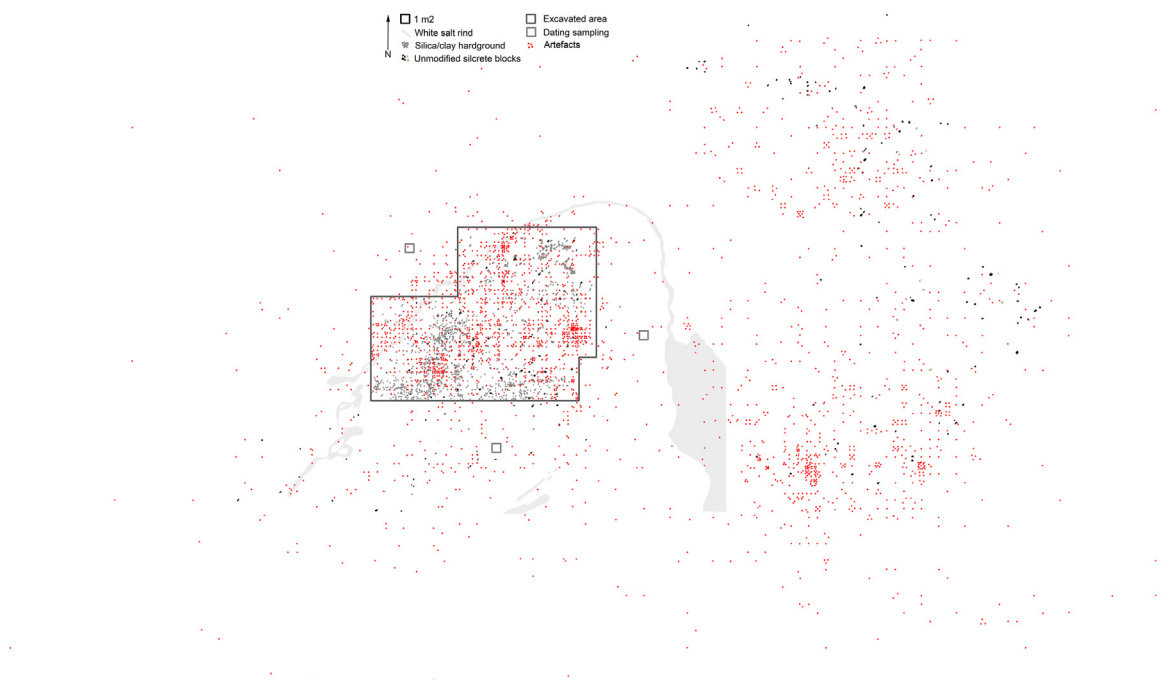 1 m2
White salt rind
Silica/clay hardground
Unmodified silcrete blocks
Excavated area
Dating sampling
Artefacts
N